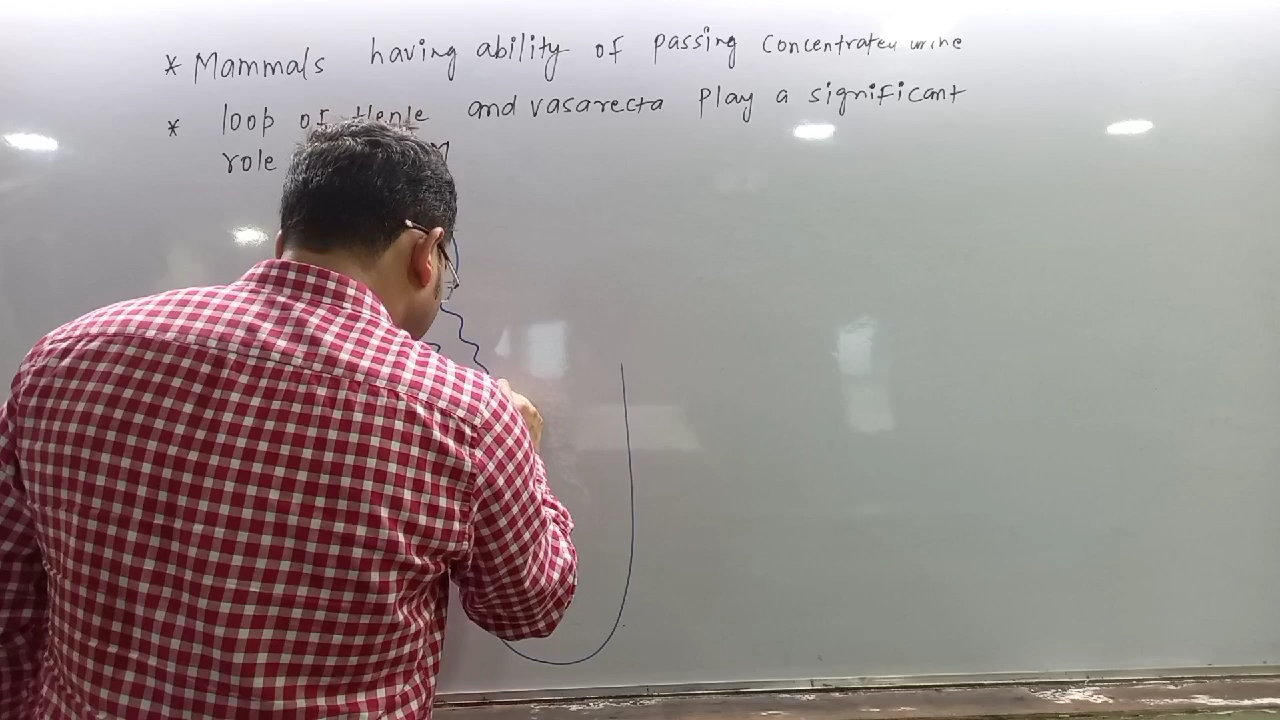 * Mammals having ability of passing concentrated urine
* loop of Henle and vasarecta play a significant
role